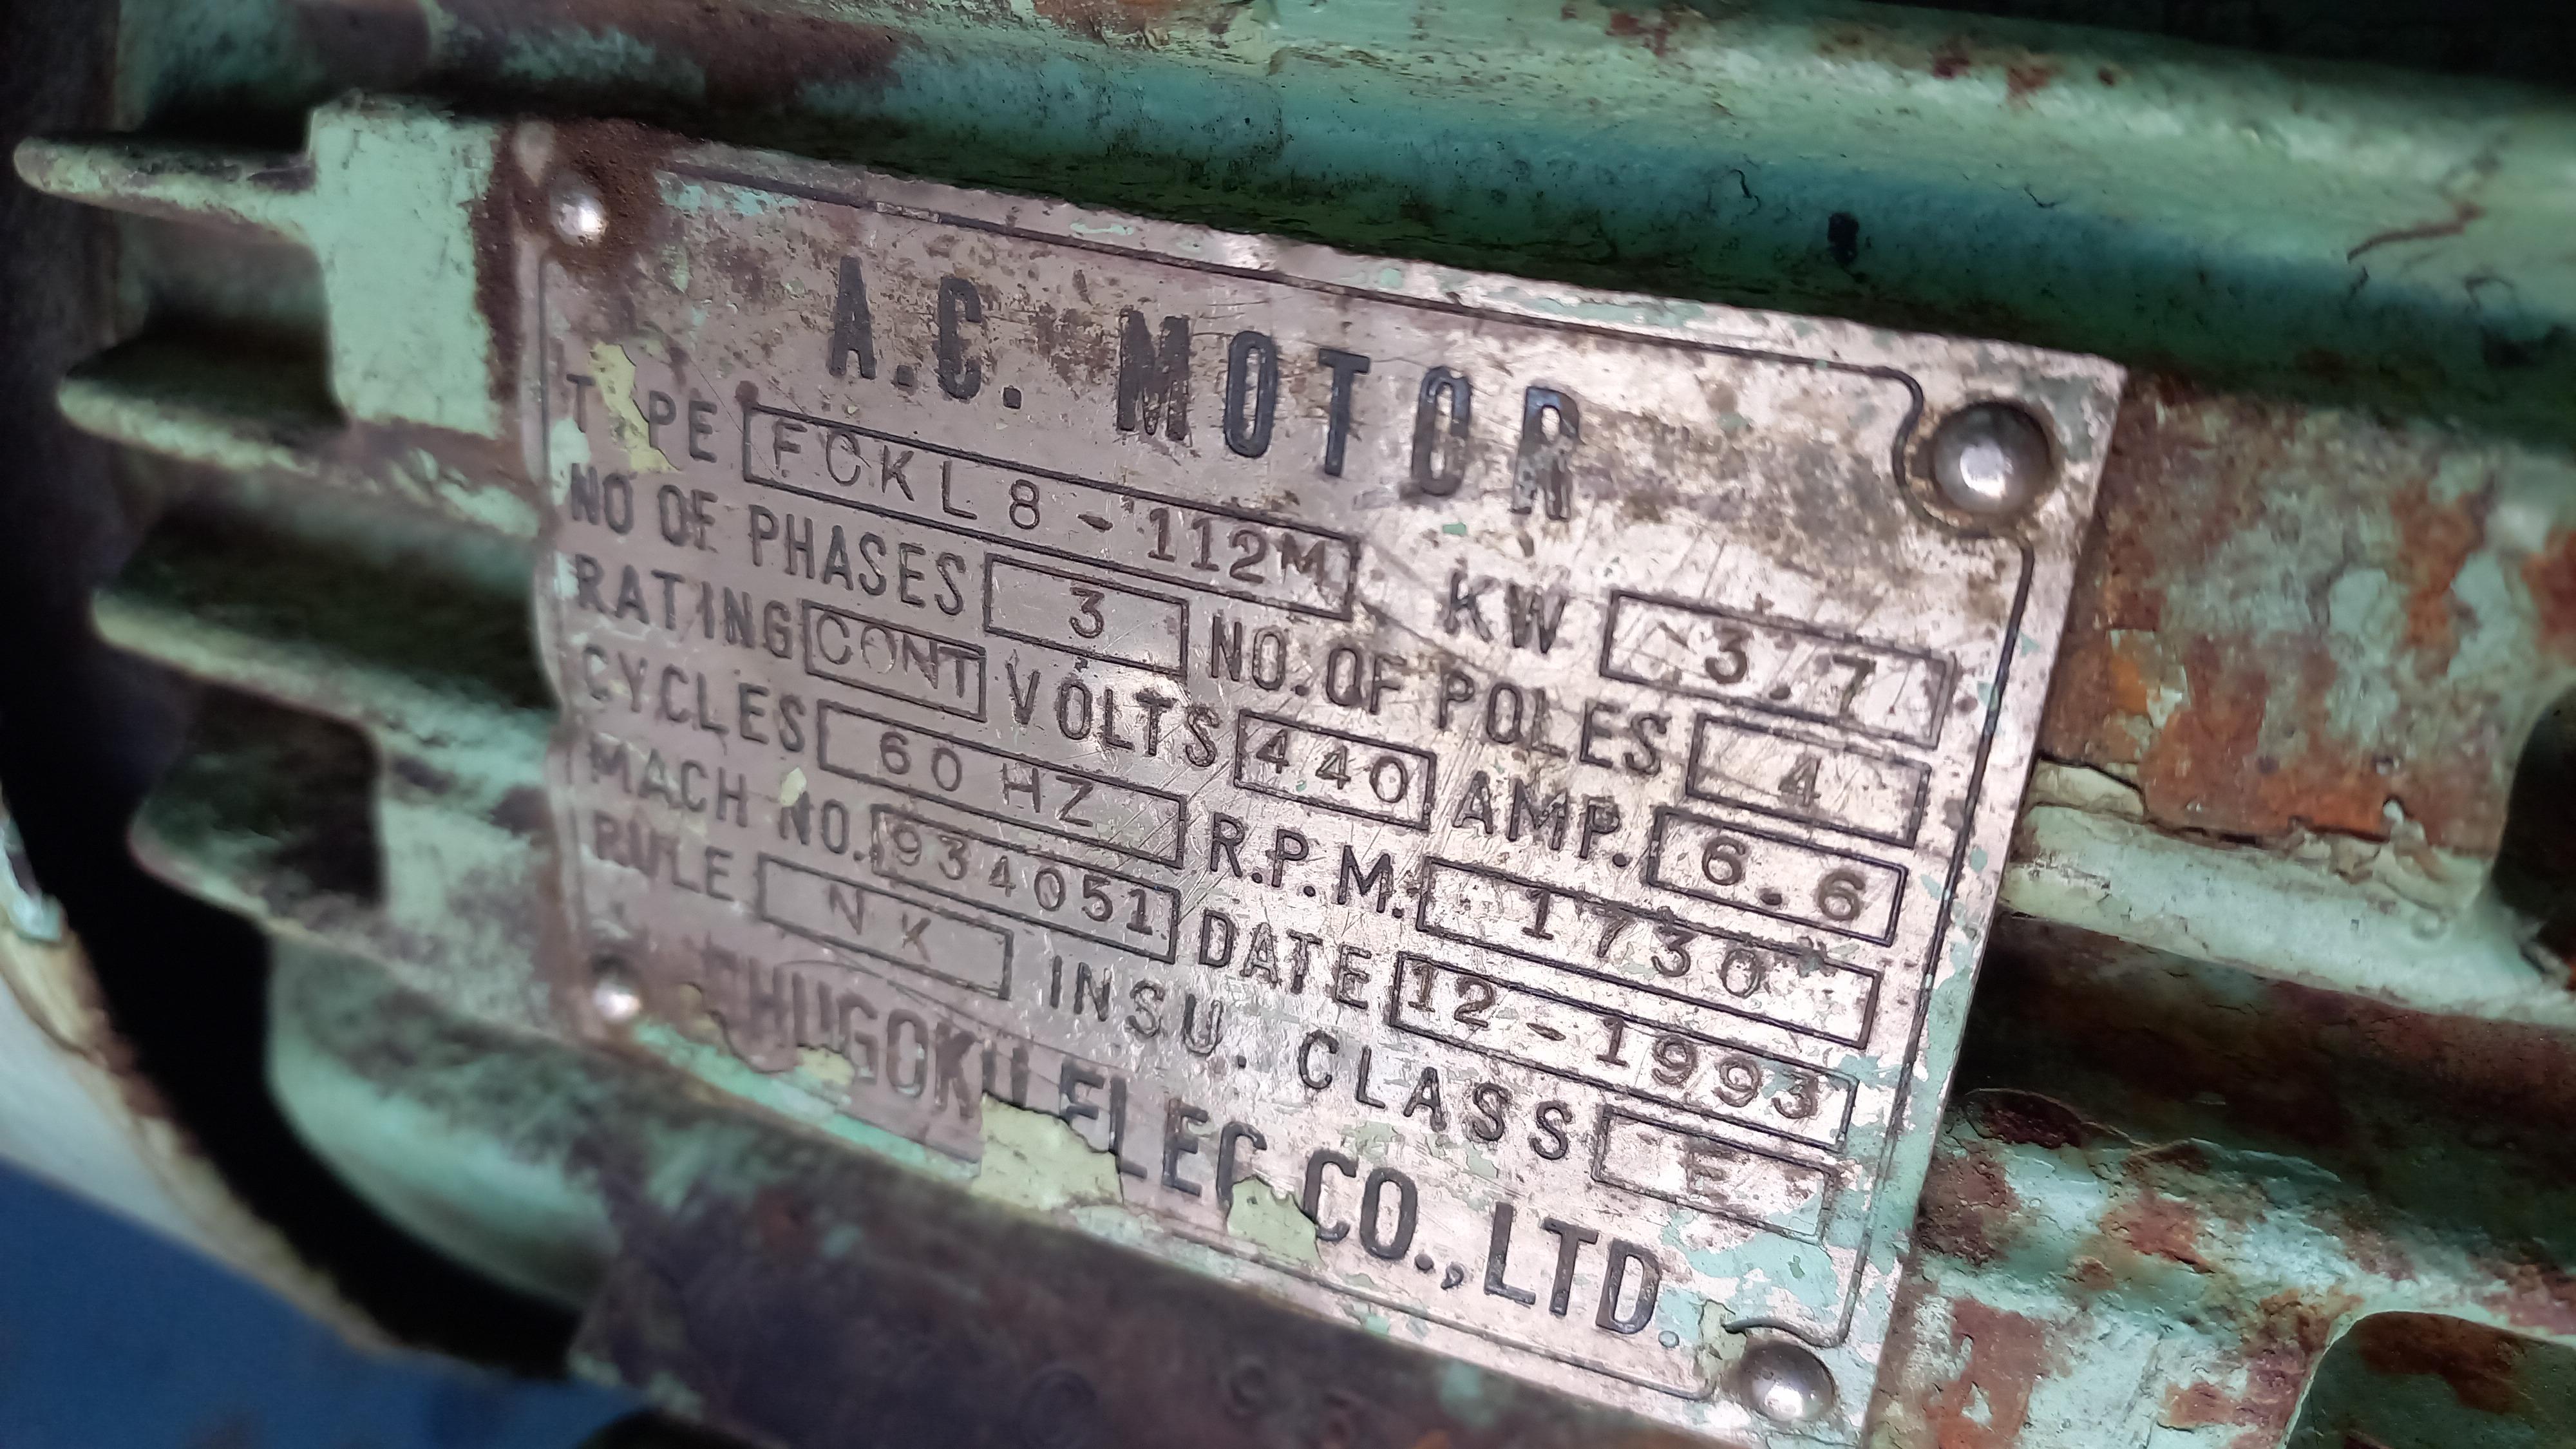 A.C. MOTOR
TYPE FCKL8-112M KW 3.7
NO OF PHASES 3 NO. OF POLES 4
RATING CONT VOLTS 440 AMP. 6.6
CYCLES 60 HZ R.P.M. 1730
MACH NO. 934051 DATE 12-1993
RULE NK INSU. CLASS E
CHUGOKU ELEC CO., LTD.